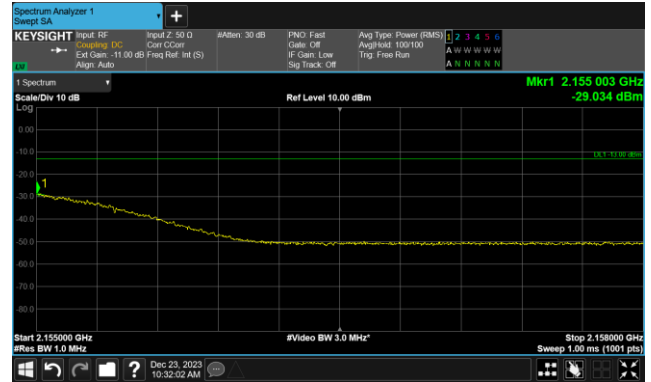 Spectrum Analyzer 1
Swept SA
+
KEYSIGHT Input: RF Input Z: 50 Ω #Atten: 30 dB PNO: Fast Avg Type: Power (RMS) 1 2 3 4 5 6
Coupling: DC Corr CCorr Gate: Off Avg|Hold: 100/100 A W W W W W
Ext Gain: -11.00 dB Freq Ref: Int (S) IF Gain: Low Trig: Free Run
Align: Auto Sig Track: Off A N N N N N
1 Spectrum
Mkr1 2.155 003 GHz
Scale/Div 10 dB Ref Level 10.00 dBm -29.034 dBm
Log
0.00
-10.0
DL1 -13.00 dBm
-20.0
1
-30.0
-40.0
-50.0
-60.0
-70.0
-80.0
Start 2.155000 GHz #Video BW 3.0 MHz* Stop 2.158000 GHz
#Res BW 1.0 MHz Sweep 1.00 ms (1001 pts)
? Dec 23, 2023
10:32:02 AM